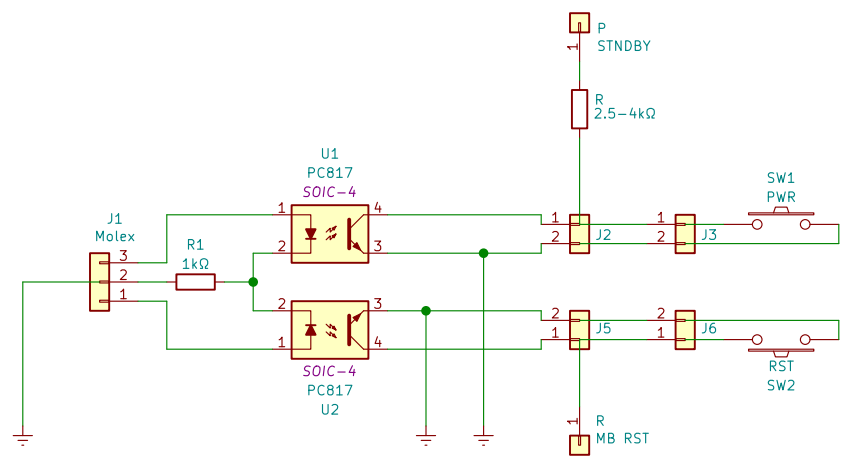 P
1
STNDBY
R
2.5-4kΩ
U1
PC817
SOIC-4
SW1
PWR
1
4
1
1
J1
Molex
J2
J3
R1
1kΩ
3
2
3
2
2
2
1
2
3
2
2
J5
J6
1
4
1
1
SOIC-4
PC817
U2
RST
SW2
1
R
MB RST